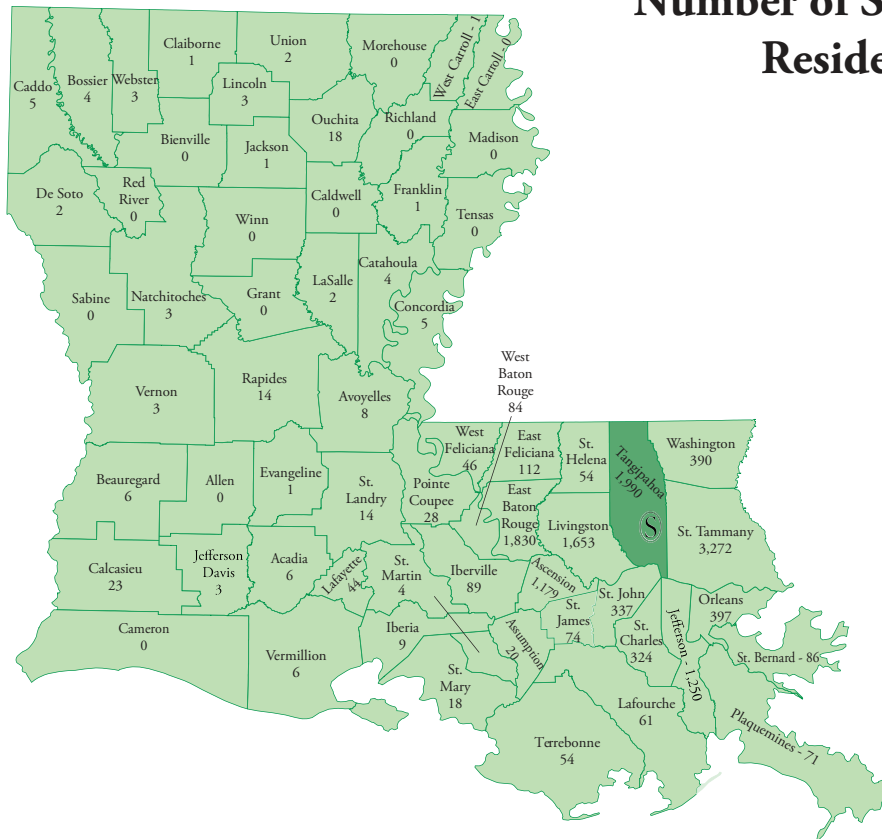 Number of S
Reside
Claiborne
1
Union
2
Morehouse
0
West Carroll - 1
East Carroll - 0
Caddo
5
Bossier
4
Webster
3
Lincoln
3
Ouchita
18
Richland
0
Madison
0
Bienville
0
Jackson
1
De Soto
2
Red
River
0
Winn
0
Caldwell
0
Franklin
1
Tensas
0
Sabine
0
Natchitoches
3
Grant
0
LaSalle
2
Catahoula
4
Concordia
5
Vernon
3
Rapides
14
Avoyelles
8
West
Baton
Rouge
84
West
Feliciana
46
East
Feliciana
112
St.
Helena
54
Tangipahoa
1,990
Washington
390
Beauregard
6
Allen
0
Evangeline
1
St.
Landry
14
Pointe
Coupee
28
East
Baton
Rouge
1,830
Livingston
1,653
S
St. Tammany
3,272
Calcasieu
23
Jefferson
Davis
3
Acadia
6
Lafayette
44
St.
Martin
4
Iberville
89
Ascension
1,179
St. John
337
St.
James
74
Orleans
397
Cameron
0
Vermillion
6
Iberia
9
Assumption
20
St.
Charles
324
Jefferson - 1,250
St. Bernard - 86
St.
Mary
18
Lafourche
61
Plaquemines - 71
Terrebonne
54